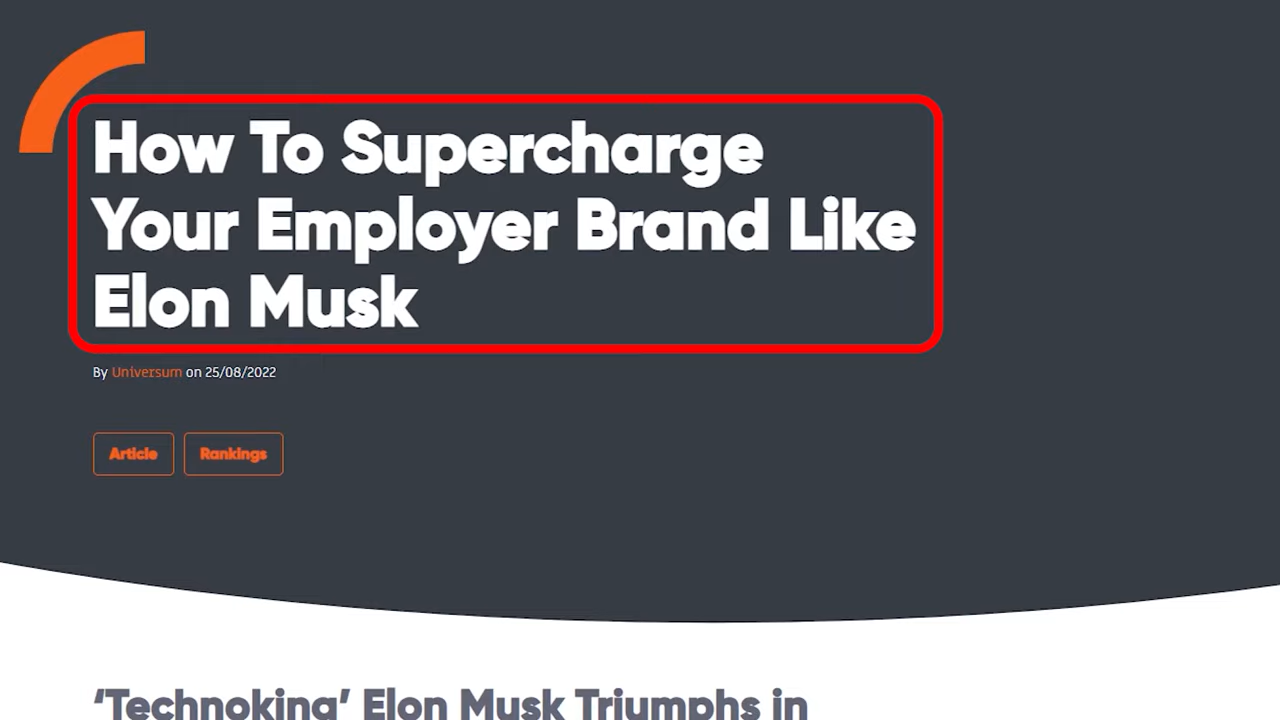 How To Supercharge
Your Employer Brand Like
Elon Musk
By Universum on 25/08/2022
Article
Rankings
‘Technoking’ Elon Musk Triumphs in